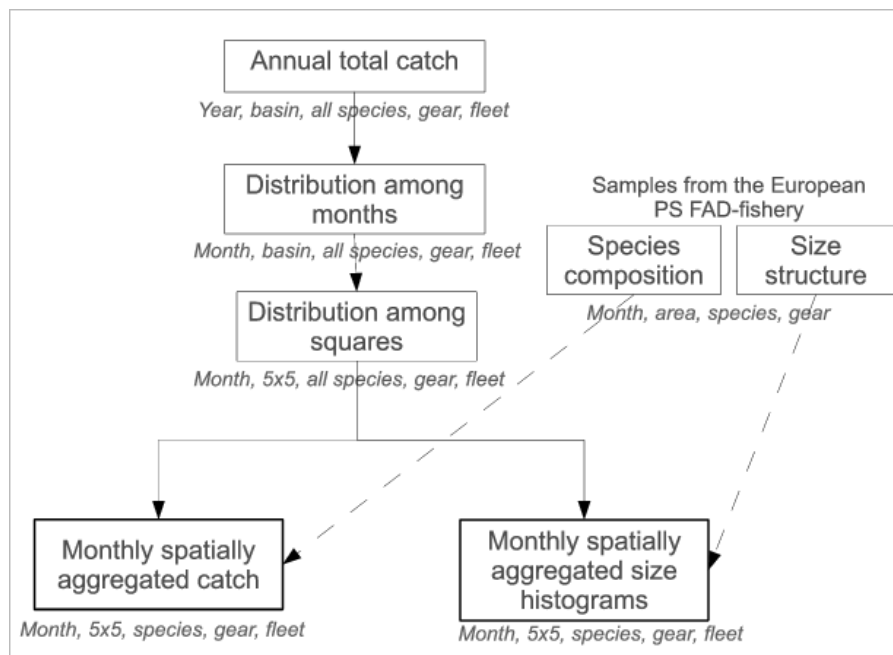 Annual total catch
Year, basin, all species, gear, fleet
Distribution among
months
Month, basin, all species, gear, fleet
Samples from the European
PS FAD-fishery
Species
composition
Size
structure
Month, area, species, gear
Distribution among
squares
Month, 5x5, all species, gear, fleet
Monthly spatially
aggregated catch
Month, 5x5, species, gear, fleet
Monthly spatially
aggregated size
histograms
Month, 5x5, species, gear, fleet